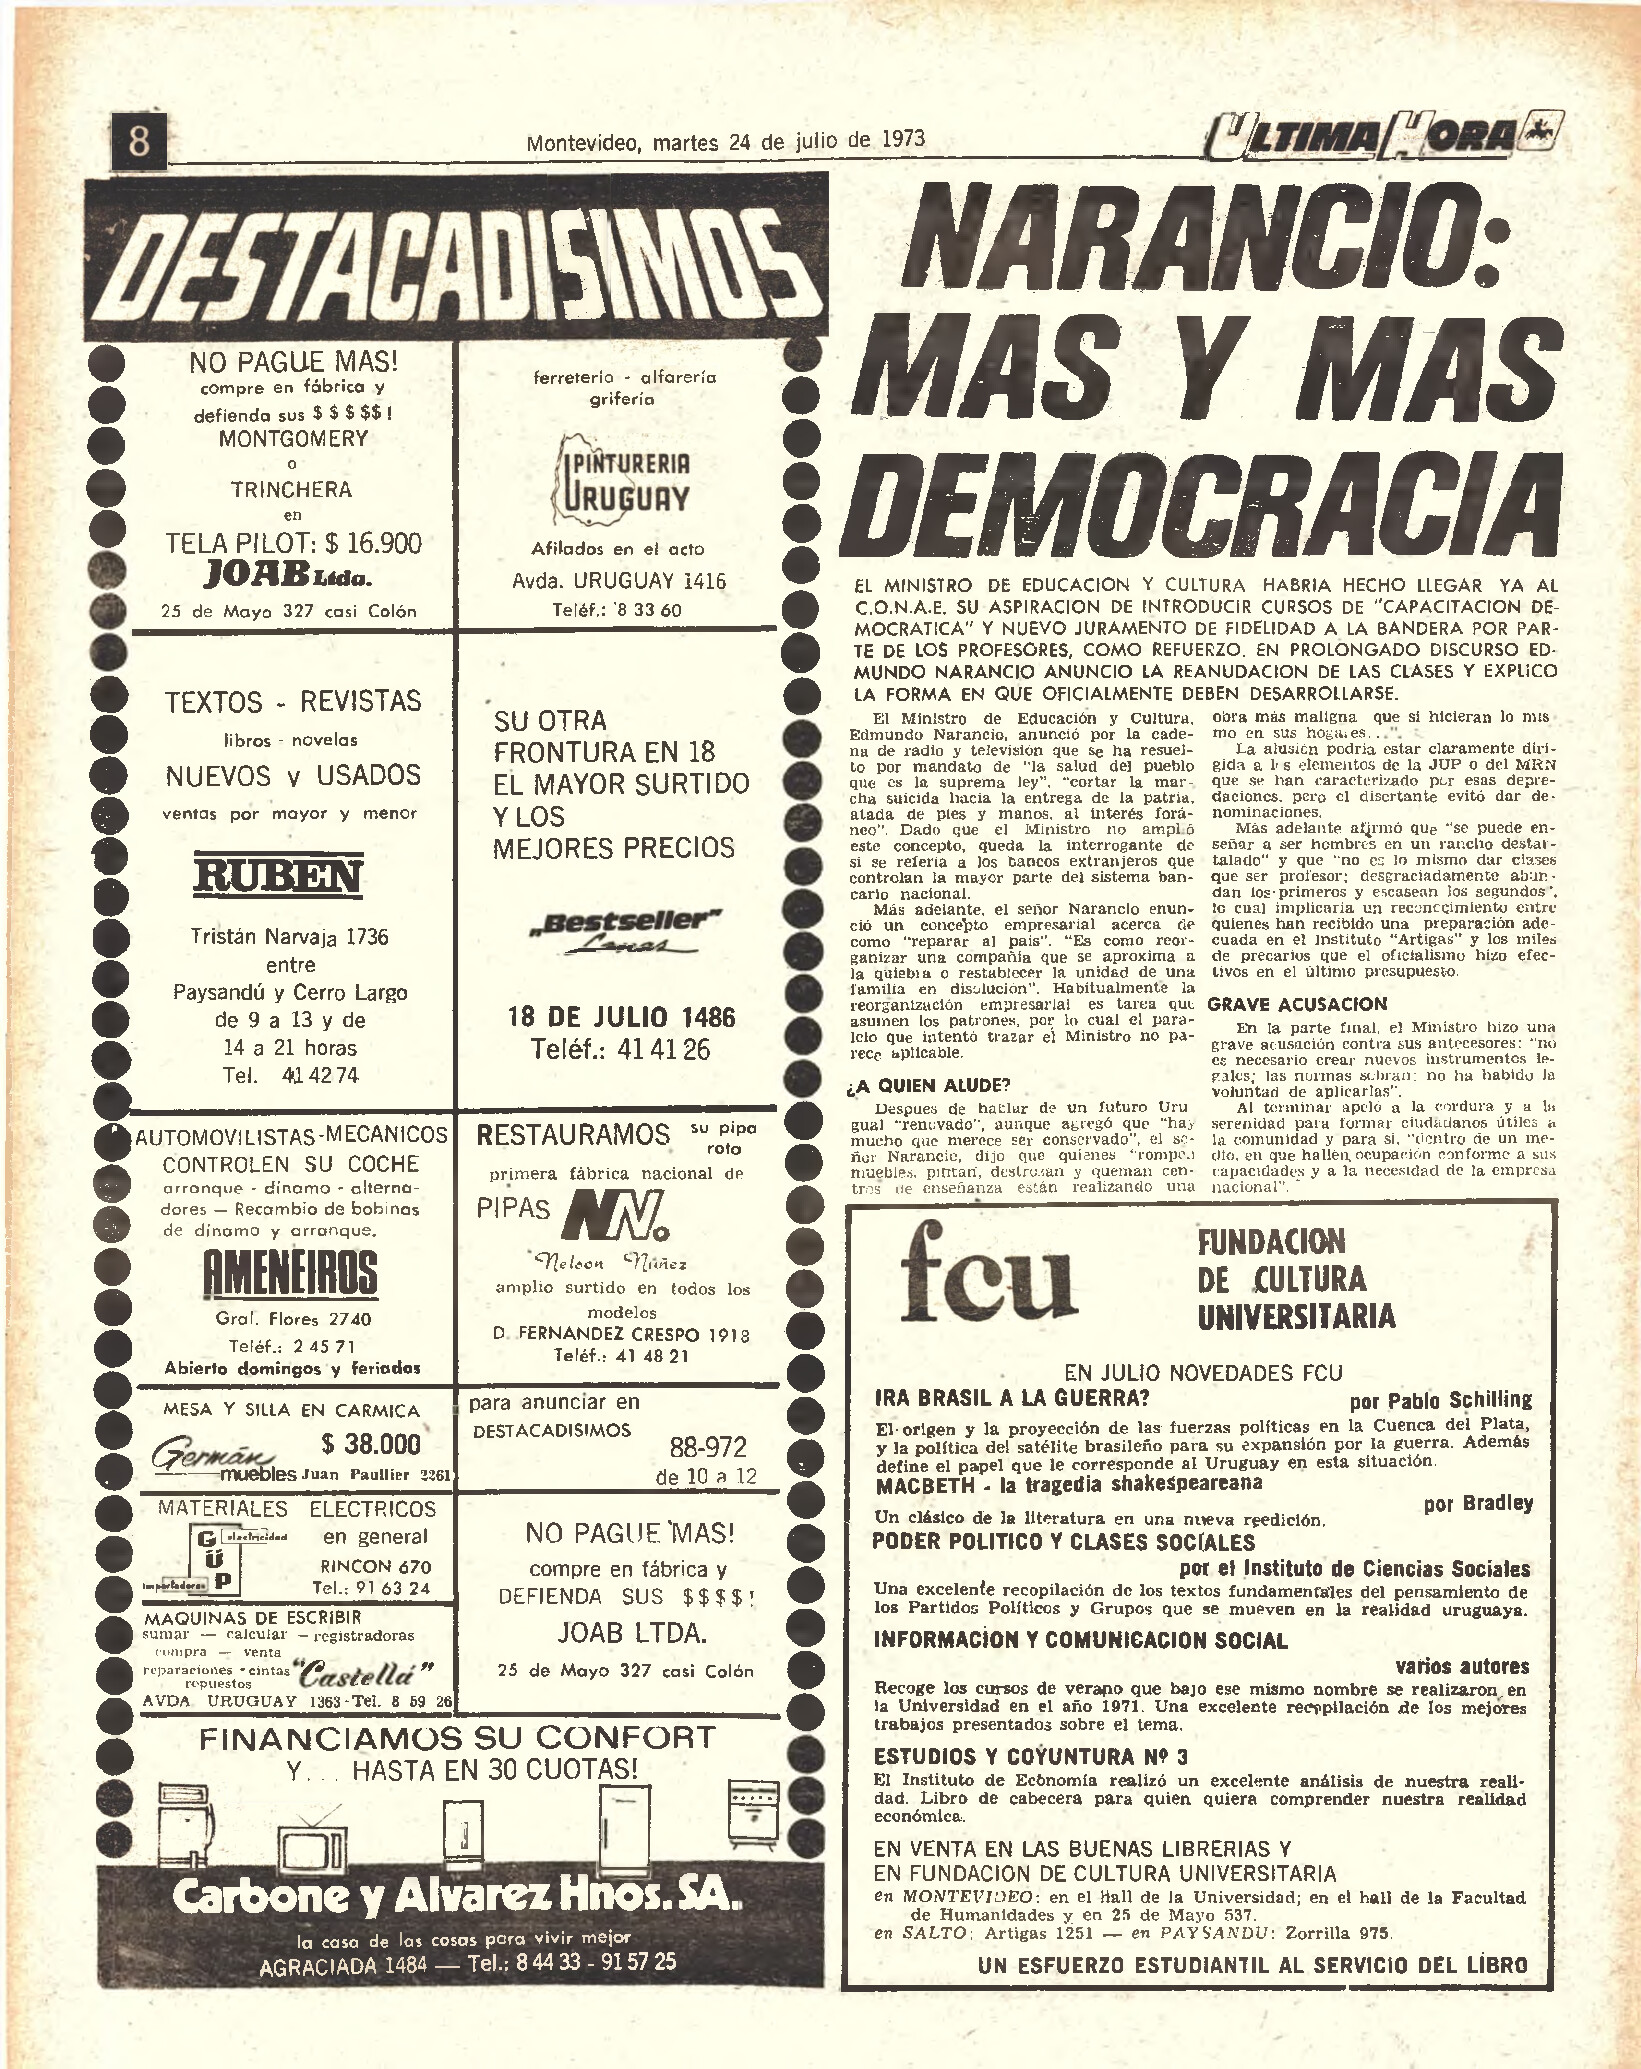 8
Montevideo, martes 24 de julio de 1973
ULTIMA HORA
DESTACADISIMOS
NO PAGUE MAS!
compre en fábrica y
defienda sus $ $ $ $$ !
MONTGOMERY
o
TRINCHERA
en
TELA PILOT: $ 16.900
JOAB Ltda.
25 de Mayo 327 casi Colón
ferreterio - alfarería
grifería
PINTURERIA
URUGUAY
Afilados en el acto
Avda. URUGUAY 1416
Teléf.: 8 33 60
TEXTOS - REVISTAS
libros - novelas
NUEVOS y USADOS
ventas por mayor y menor
RUBEN
Tristán Narvaja 1736
entre
Paysandú y Cerro Largo
de 9 a 13 y de
14 a 21 horas
Tel. 41 42 74
SU OTRA
FRONTURA EN 18
EL MAYOR SURTIDO
Y LOS
MEJORES PRECIOS
„Bestseller”
Lanas
18 DE JULIO 1486
Teléf.: 41 41 26
AUTOMOVILISTAS-MECANICOS
CONTROLEN SU COCHE
arranque - dínamo - alterna-
dores — Recambio de bobinas
de dínamo y arranque.
AMENEIROS
Gral. Flores 2740
Teléf.: 2 45 71
Abierto domingos y feriados
RESTAURAMOS su pipa
rota
primera fábrica nacional de
PIPAS NN.
Nelson Núñez
amplio surtido en todos los
modelos
D. FERNANDEZ CRESPO 1918
Teléf.: 41 48 21
MESA Y SILLA EN CARMICA
$ 38.000
Germán
muebles Juan Paullier 2261
para anunciar en
DESTACADISIMOS
88-972
de 10 a 12
MATERIALES ELECTRICOS
en general
GÜP electricidad
importadores
RINCON 670
Tel.: 91 63 24
MAQUINAS DE ESCRIBIR
sumar — calcular — registradoras
compra — venta
reparaciones - cintas
repuestos
"Castellá"
AVDA. URUGUAY 1363 - Tel. 8 59 26
NO PAGUE MAS!
compre en fábrica y
DEFIENDA SUS $$$$!
JOAB LTDA.
25 de Mayo 327 casi Colón
FINANCIAMOS SU CONFORT
Y... HASTA EN 30 CUOTAS!
Carbone y Alvarez Hnos. SA.
la casa de las cosas para vivir mejor
AGRACIADA 1484 — Tel.: 8 44 33 - 91 57 25
NARANCIO:
MAS Y MAS
DEMOCRACIA
EL MINISTRO DE EDUCACION Y CULTURA HABRIA HECHO LLEGAR YA AL
C.O.N.A.E. SU ASPIRACION DE INTRODUCIR CURSOS DE "CAPACITACION DE-
MOCRATICA" Y NUEVO JURAMENTO DE FIDELIDAD A LA BANDERA POR PAR-
TE DE LOS PROFESORES, COMO REFUERZO. EN PROLONGADO DISCURSO ED-
MUNDO NARANCIO ANUNCIO LA REANUDACION DE LAS CLASES Y EXPLICO
LA FORMA EN QUE OFICIALMENTE DEBEN DESARROLLARSE.
El Ministro de Educación y Cultura,
Edmundo Narancio, anunció por la cade-
na de radio y televisión que se ha resuel-
to por mandato de "la salud del pueblo
que es la suprema ley", "cortar la mar-
cha suicida hacia la entrega de la patria,
atada de pies y manos, al interés forá-
neo". Dado que el Ministro no amplió
este concepto, queda la interrogante de
si se refería a los bancos extranjeros que
controlan la mayor parte del sistema ban-
cario nacional.
Más adelante, el señor Narancio enun-
ció un concepto empresarial acerca de
como "reparar al país". "Es como reor-
ganizar una compañía que se aproxima a
la quiebra o restablecer la unidad de una
familia en disolución". Habitualmente la
reorganización empresarial es tarea que
asumen los patrones, por lo cual el para-
lelo que intentó trazar el Ministro no pa-
rece aplicable.
¿A QUIEN ALUDE?
Despues de hablar de un futuro Uru
gual "renovado", aunque agregó que "hay
mucho que merece ser conservado", el se-
ñor Narancio, dijo que quienes "rompen
muebles, pintan, destrozan y queman cen-
tros de enseñanza están realizando una
obra más maligna que si hicieran lo mis
mo en sus hogares...".
La alusión podría estar claramente diri-
gida a los elementos de la JUP o del MRN
que se han caracterizado por esas depre-
daciones, pero el disertante evitó dar de-
nominaciones.
Más adelante afirmó que "se puede en-
señar a ser hombres en un rancho destar-
talado" y que "no es lo mismo dar clases
que ser profesor; desgraciadamente abun-
dan los primeros y escasean los segundos",
lo cual implicaría un reconocimiento entre
quienes han recibido una preparación ade-
cuada en el Instituto "Artigas" y los miles
de precarios que el oficialismo hizo efec-
tivos en el último presupuesto.
GRAVE ACUSACION
En la parte final, el Ministro hizo una
grave acusación contra sus antecesores: "no
es necesario crear nuevos instrumentos le-
gales; las normas sobran: no ha habido la
voluntad de aplicarlas".
Al terminar apeló a la cordura y a la
serenidad para formar ciudadanos útiles a
la comunidad y para sí, "dentro de un me-
dio, en que hallen ocupación conforme a sus
capacidades y a la necesidad de la empresa
nacional".
fcu
FUNDACION
DE CULTURA
UNIVERSITARIA
EN JULIO NOVEDADES FCU
IRA BRASIL A LA GUERRA? por Pablo Schilling
El origen y la proyección de las fuerzas políticas en la Cuenca del Plata,
y la política del satélite brasileño para su expansión por la guerra. Además
define el papel que le corresponde al Uruguay en esta situación.
MACBETH - la tragedia shakespeareana
por Bradley
Un clásico de la literatura en una nueva reedición.
PODER POLITICO Y CLASES SOCIALES
por el Instituto de Ciencias Sociales
Una excelente recopilación de los textos fundamentales del pensamiento de
los Partidos Políticos y Grupos que se mueven en la realidad uruguaya.
INFORMACION Y COMUNICACION SOCIAL
varios autores
Recoge los cursos de verano que bajo ese mismo nombre se realizaron en
la Universidad en el año 1971. Una excelente recopilación de los mejores
trabajos presentados sobre el tema.
ESTUDIOS Y COYUNTURA Nº 3
El Instituto de Economía realizó un excelente análisis de nuestra reali-
dad. Libro de cabecera para quien quiera comprender nuestra realidad
económica.
EN VENTA EN LAS BUENAS LIBRERIAS Y
EN FUNDACION DE CULTURA UNIVERSITARIA
en MONTEVIDEO: en el Hall de la Universidad; en el hall de la Facultad
de Humanidades y en 25 de Mayo 537.
en SALTO: Artigas 1251 — en PAYSANDU: Zorrilla 975.
UN ESFUERZO ESTUDIANTIL AL SERVICIO DEL LIBRO